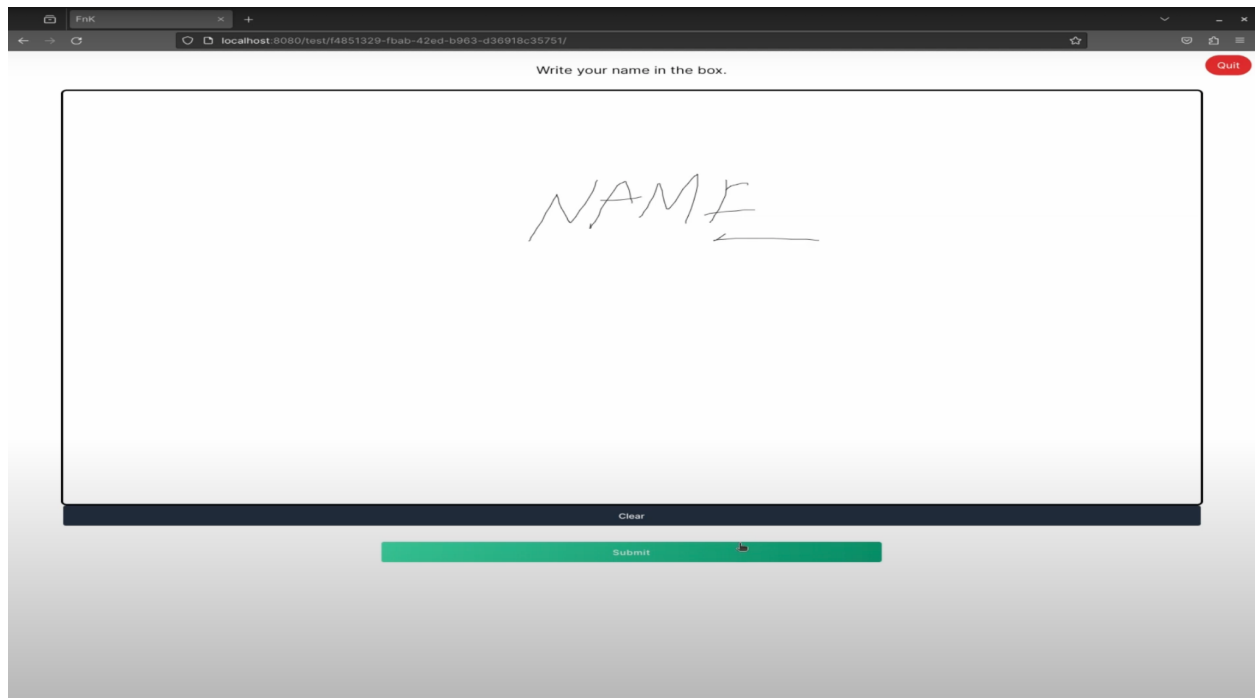 FnK
localhost:8080/test/f4851329-fbab-42ed-b963-d36918c35751/
Write your name in the box.
Quit
NAME
Clear
Submit